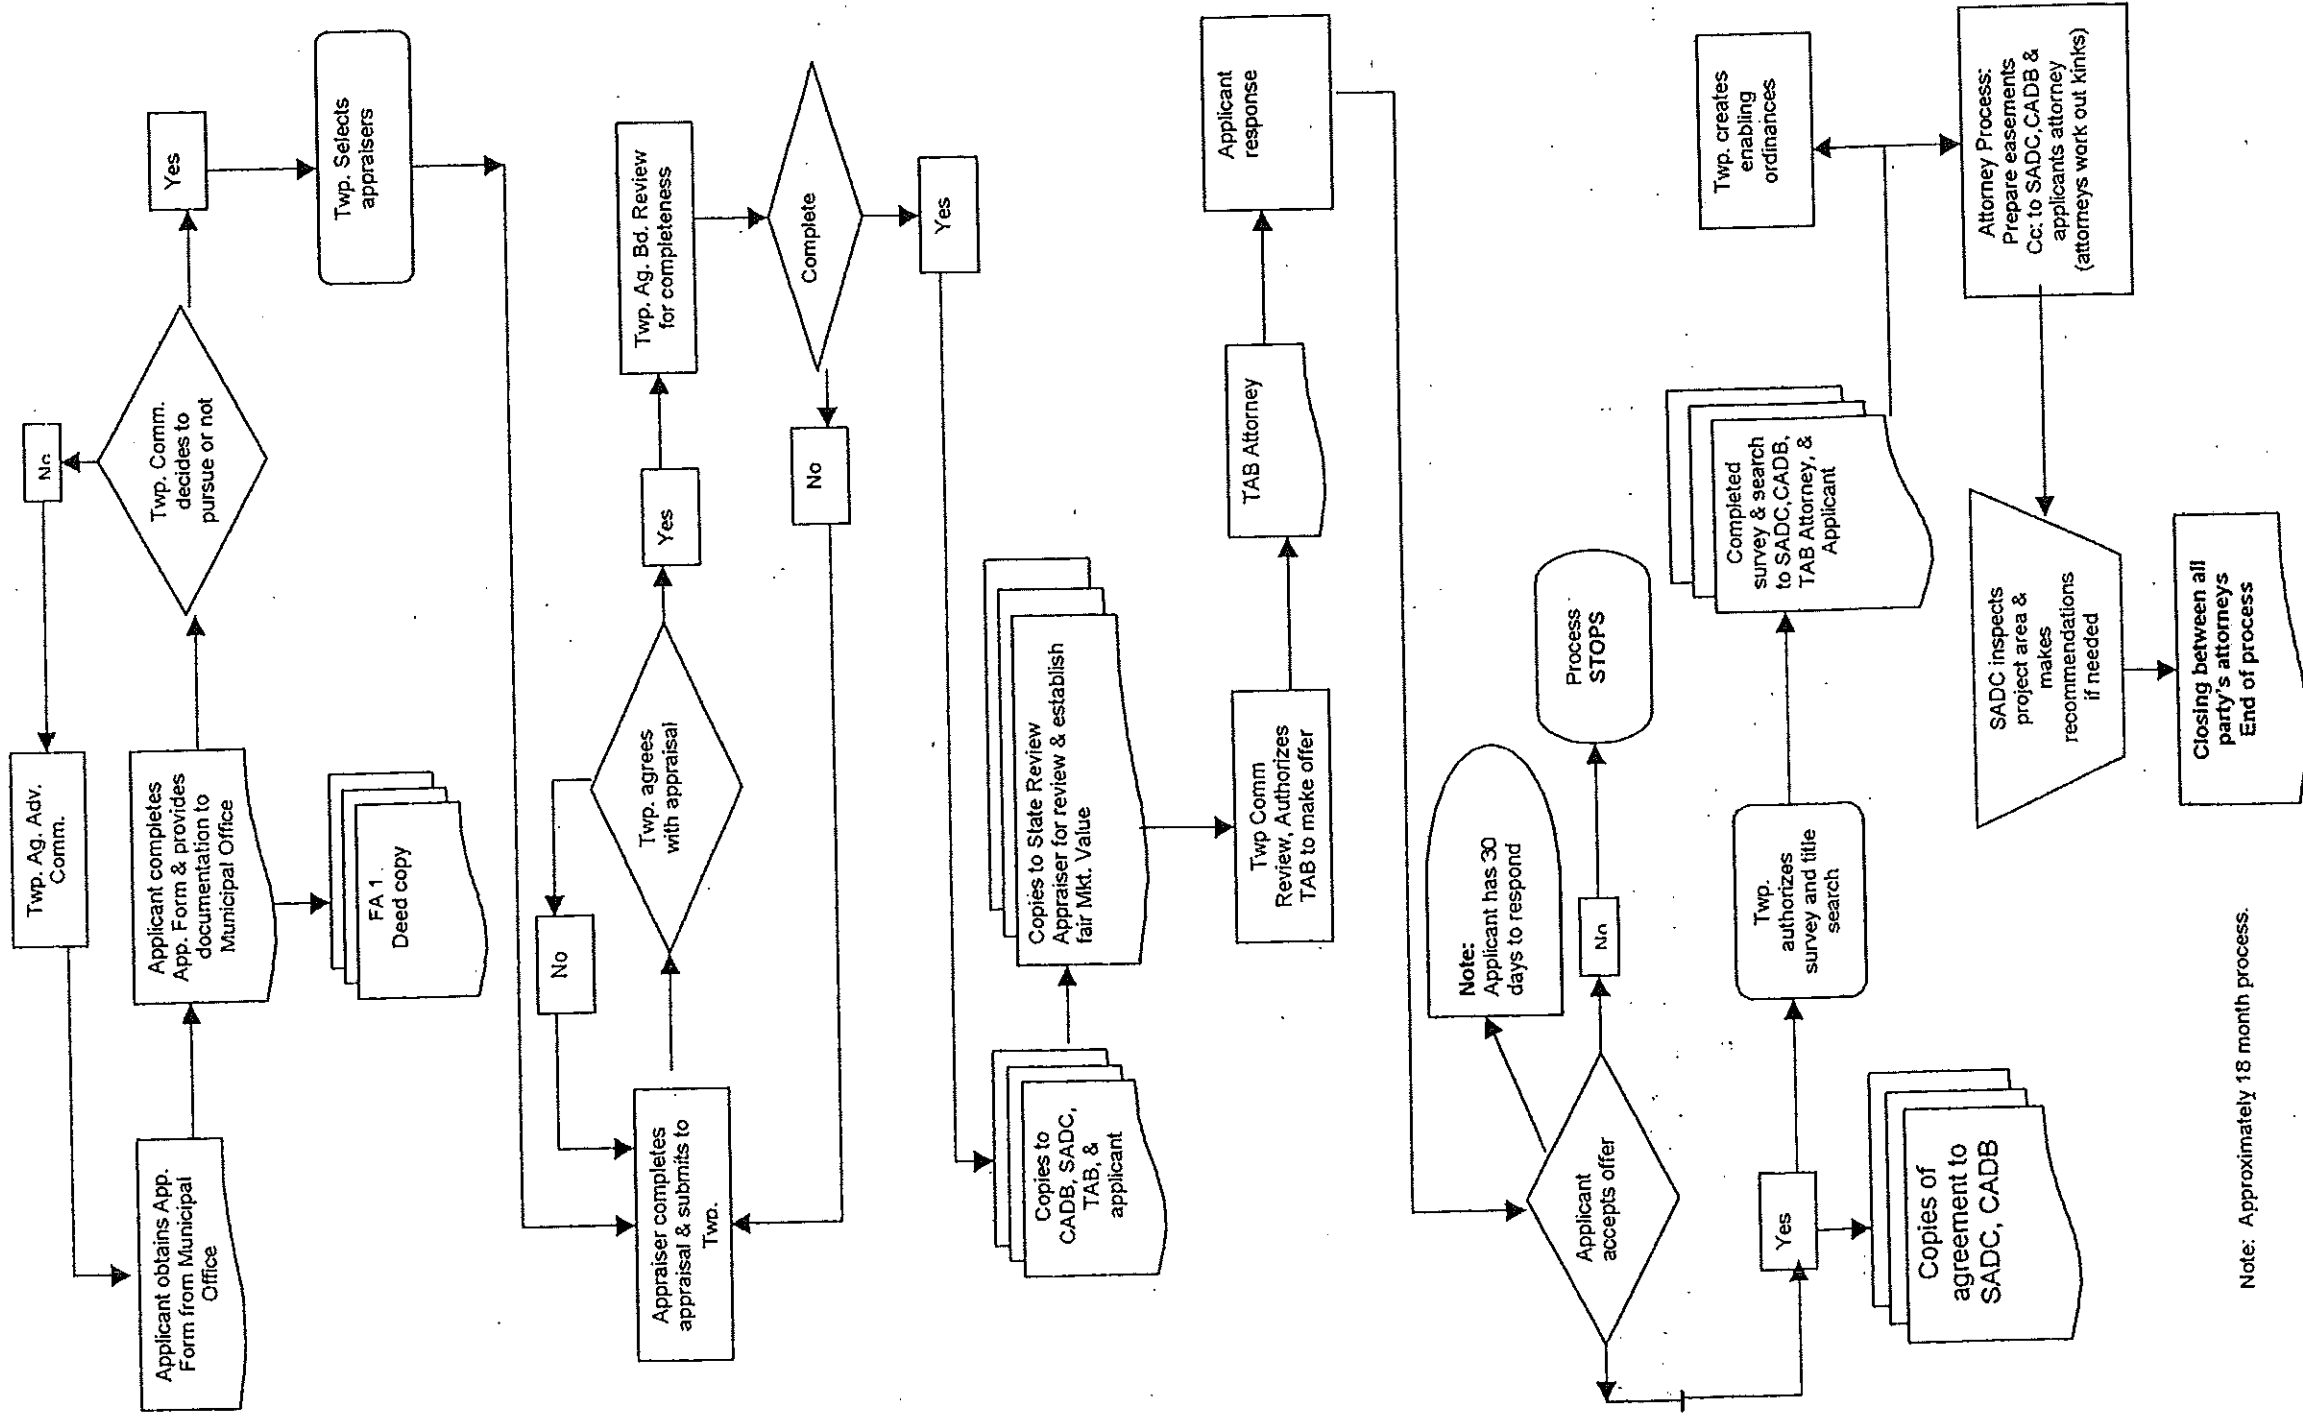 Twp. Ag. Adv.
Comm.
No
Applicant obtains App.
Form from Municipal
Office
Applicant completes
App. Form & provides
documentation to
Municipal Office
Twp. Comm.
decides to
pursue or not
Yes
FA 1
Deed copy
Twp. Selects
appraisers
No
Appraiser completes
appraisal & submits to
Twp.
Twp. agrees
with appraisal
Yes
Twp. Ag. Bd. Review
for completeness
No
Complete
Yes
Copies to
CADB, SADC,
TAB, &
applicant
Copies to State Review
Appraiser for review & establish
fair Mkt. Value
Twp Comm
Review, Authorizes
TAB to make offer
TAB Attorney
Applicant
response
Note:
Applicant has 30
days to respond
Applicant
accepts offer
No
Process
STOPS
Yes
Twp.
authorizes
survey and title
search
Completed
survey & search
to SADC,CADB,
TAB Attorney, &
Applicant
Twp. creates
enabling
ordinances
Copies of
agreement to
SADC, CADB
Attorney Process:
Prepare easements
Cc: to SADC,CADB &
applicants attorney
(attorneys work out kinks)
SADC inspects
project area &
makes
recommendations
if needed
Closing between all
party's attorneys
End of process
Note: Approximately 18 month process.